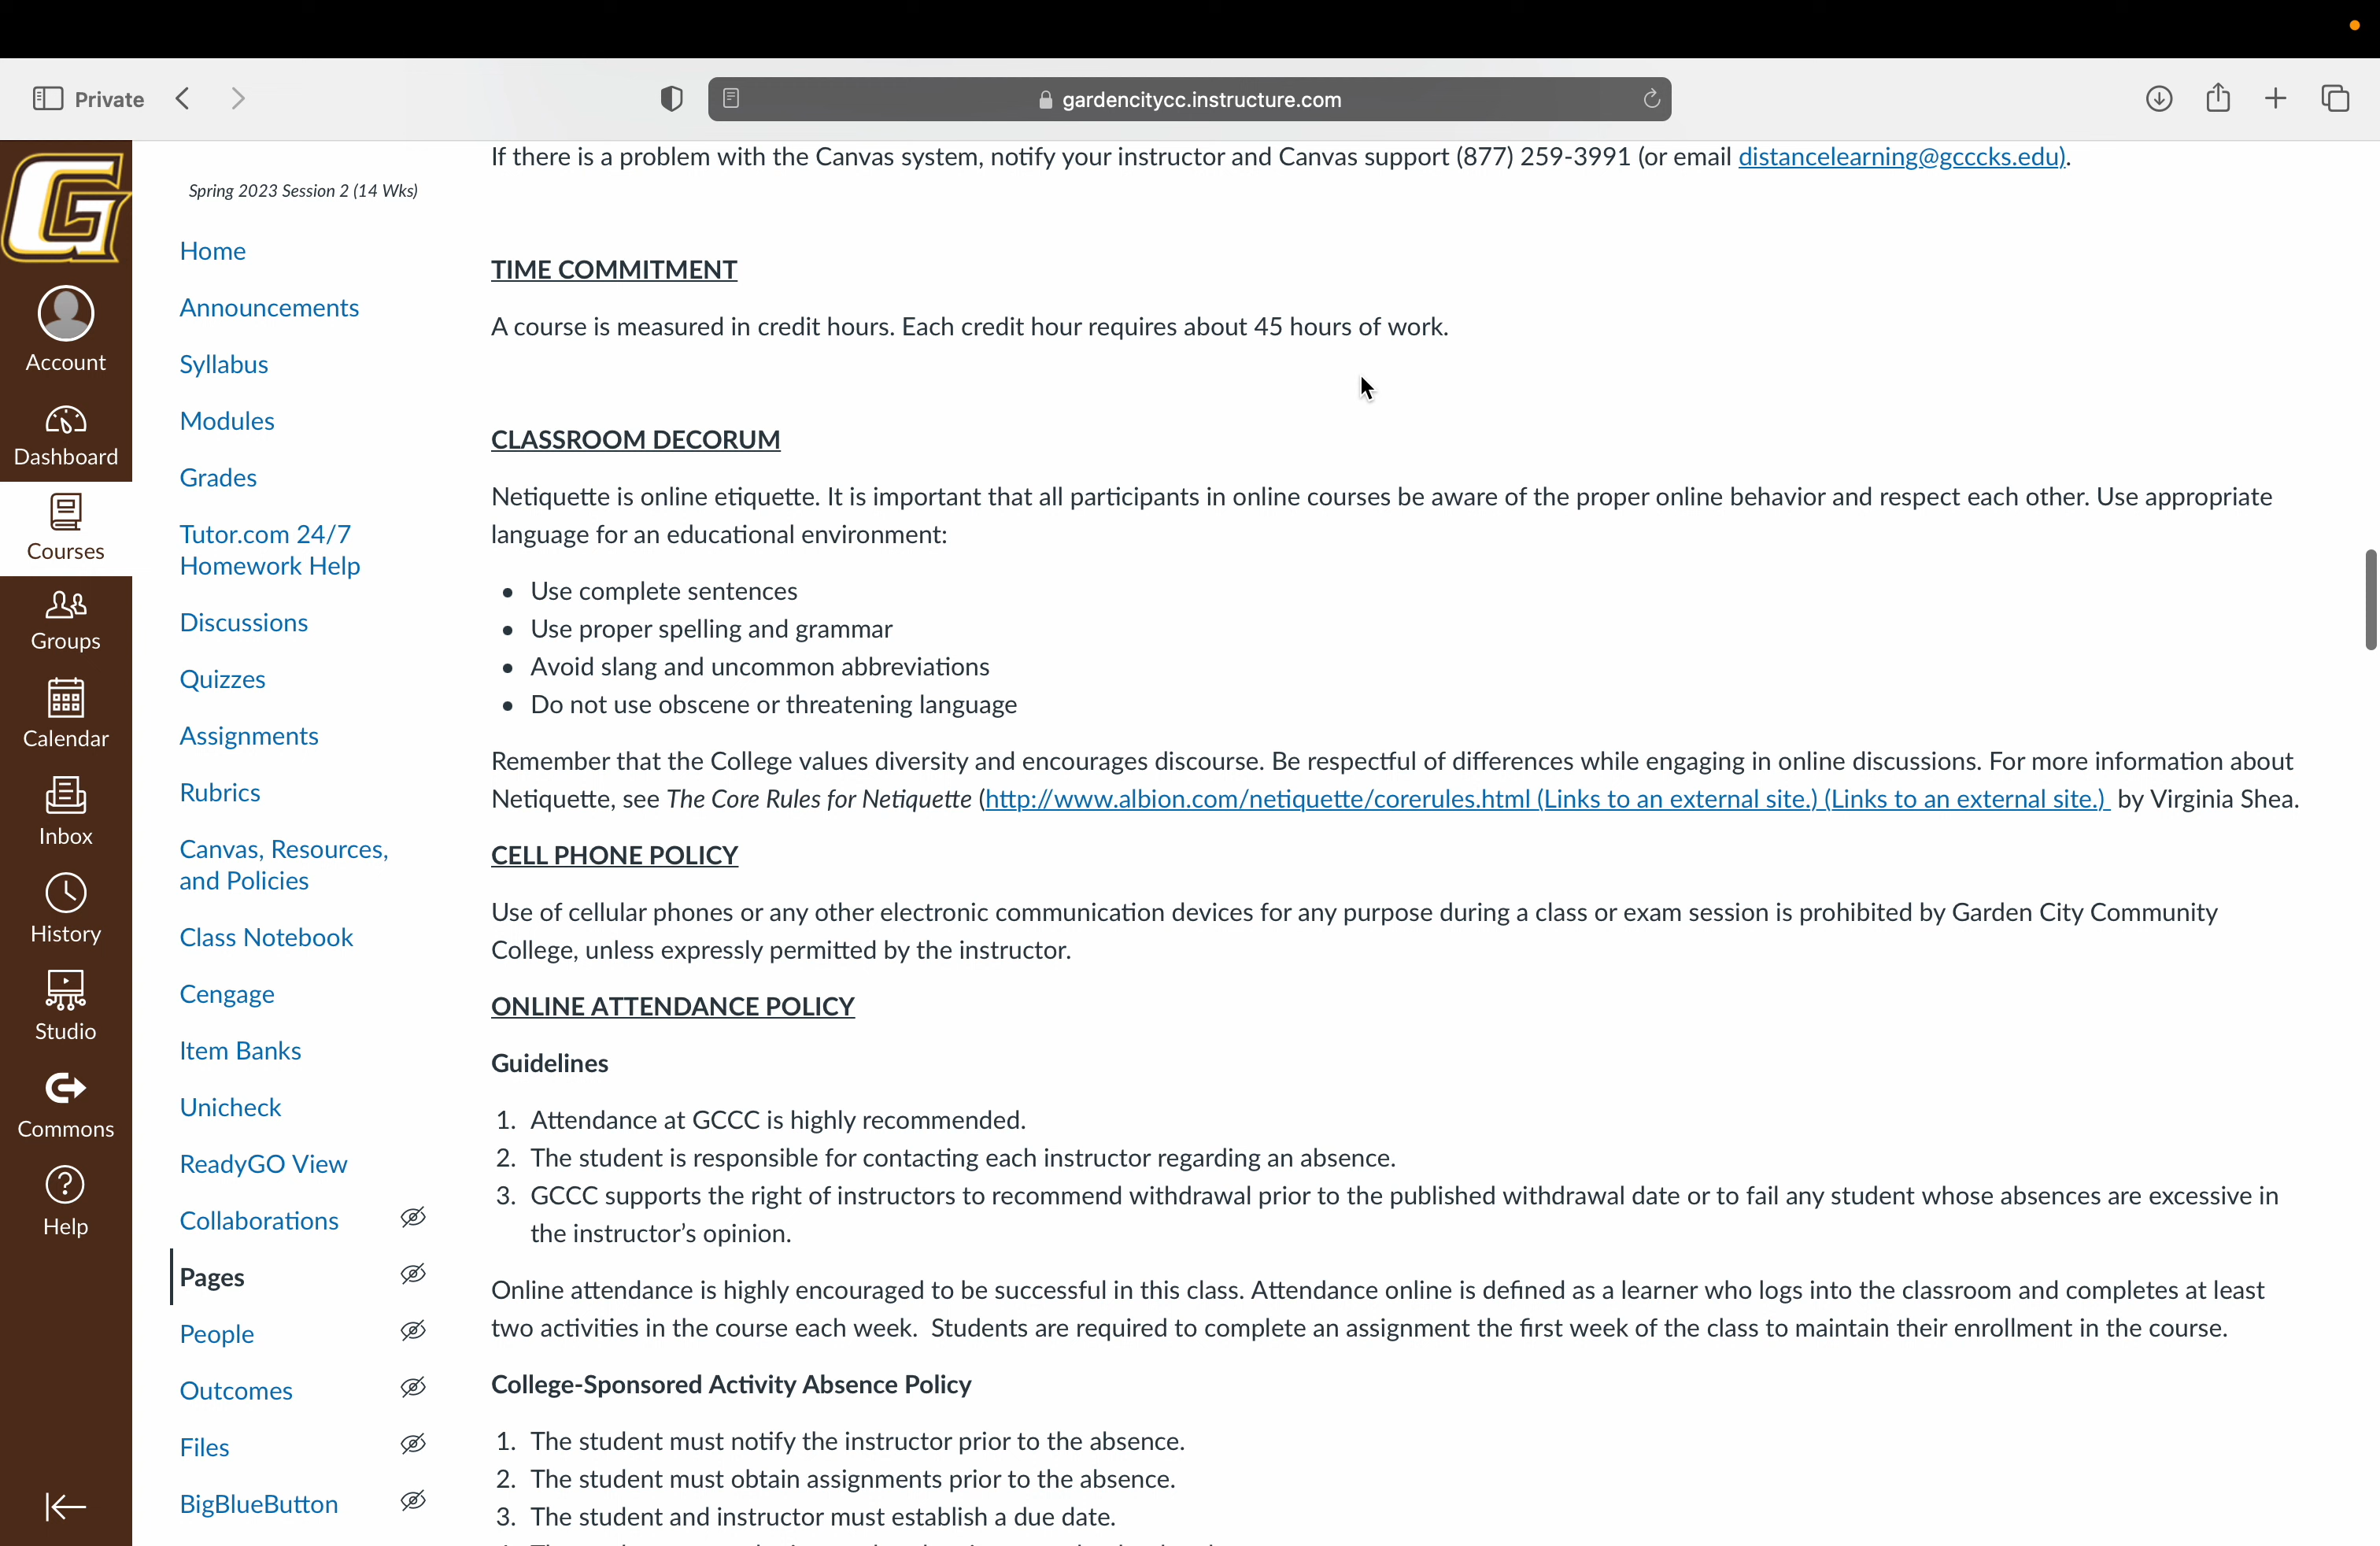 Private
gardencitycc.instructure.com
G
Account
Dashboard
Courses
Groups
Calendar
Inbox
History
Studio
Commons
Help
Spring 2023 Session 2 (14 Wks)
Home
Announcements
Syllabus
Modules
Grades
Tutor.com 24/7
Homework Help
Discussions
Quizzes
Assignments
Rubrics
Canvas, Resources,
and Policies
Class Notebook
Cengage
Item Banks
Unicheck
ReadyGO View
Collaborations
Pages
People
Outcomes
Files
BigBlueButton
If there is a problem with the Canvas system, notify your instructor and Canvas support (877) 259-3991 (or email distancelearning@gcccks.edu).
TIME COMMITMENT
A course is measured in credit hours. Each credit hour requires about 45 hours of work.
CLASSROOM DECORUM
Netiquette is online etiquette. It is important that all participants in online courses be aware of the proper online behavior and respect each other. Use appropriate
language for an educational environment:
• Use complete sentences
• Use proper spelling and grammar
• Avoid slang and uncommon abbreviations
• Do not use obscene or threatening language
Remember that the College values diversity and encourages discourse. Be respectful of differences while engaging in online discussions. For more information about
Netiquette, see The Core Rules for Netiquette (http://www.albion.com/netiquette/corerules.html (Links to an external site.) (Links to an external site.)  by Virginia Shea.
CELL PHONE POLICY
Use of cellular phones or any other electronic communication devices for any purpose during a class or exam session is prohibited by Garden City Community
College, unless expressly permitted by the instructor.
ONLINE ATTENDANCE POLICY
Guidelines
1. Attendance at GCCC is highly recommended.
2. The student is responsible for contacting each instructor regarding an absence.
3. GCCC supports the right of instructors to recommend withdrawal prior to the published withdrawal date or to fail any student whose absences are excessive in
the instructor’s opinion.
Online attendance is highly encouraged to be successful in this class. Attendance online is defined as a learner who logs into the classroom and completes at least
two activities in the course each week.  Students are required to complete an assignment the first week of the class to maintain their enrollment in the course.
College-Sponsored Activity Absence Policy
1. The student must notify the instructor prior to the absence.
2. The student must obtain assignments prior to the absence.
3. The student and instructor must establish a due date.